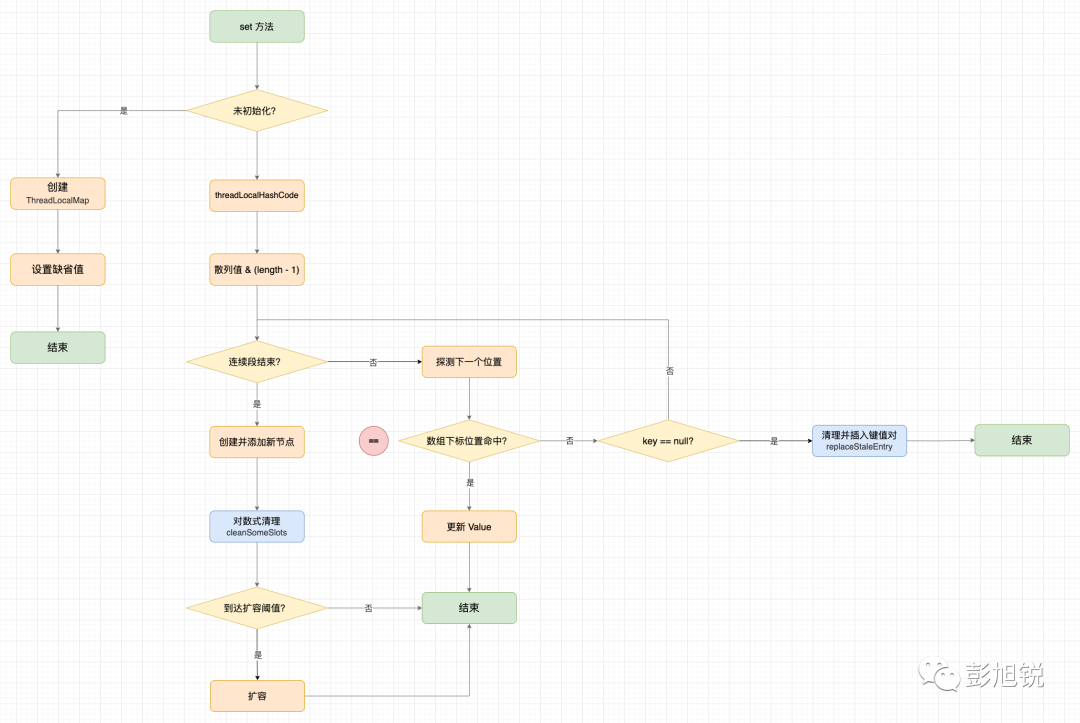 set 方法
未初始化?
是
创建
ThreadLocalMap
设置缺省值
结束
threadLocalHashCode
散列值 & (length - 1)
连续段结束?
否
探测下一个位置
否
是
创建并添加新节点
==
数组下标位置命中?
否
key == null?
是
清理并插入键值对
replaceStaleEntry
结束
是
对数式清理
cleanSomeSlots
更新 Value
到达扩容阈值?
否
结束
是
扩容
彭旭锐